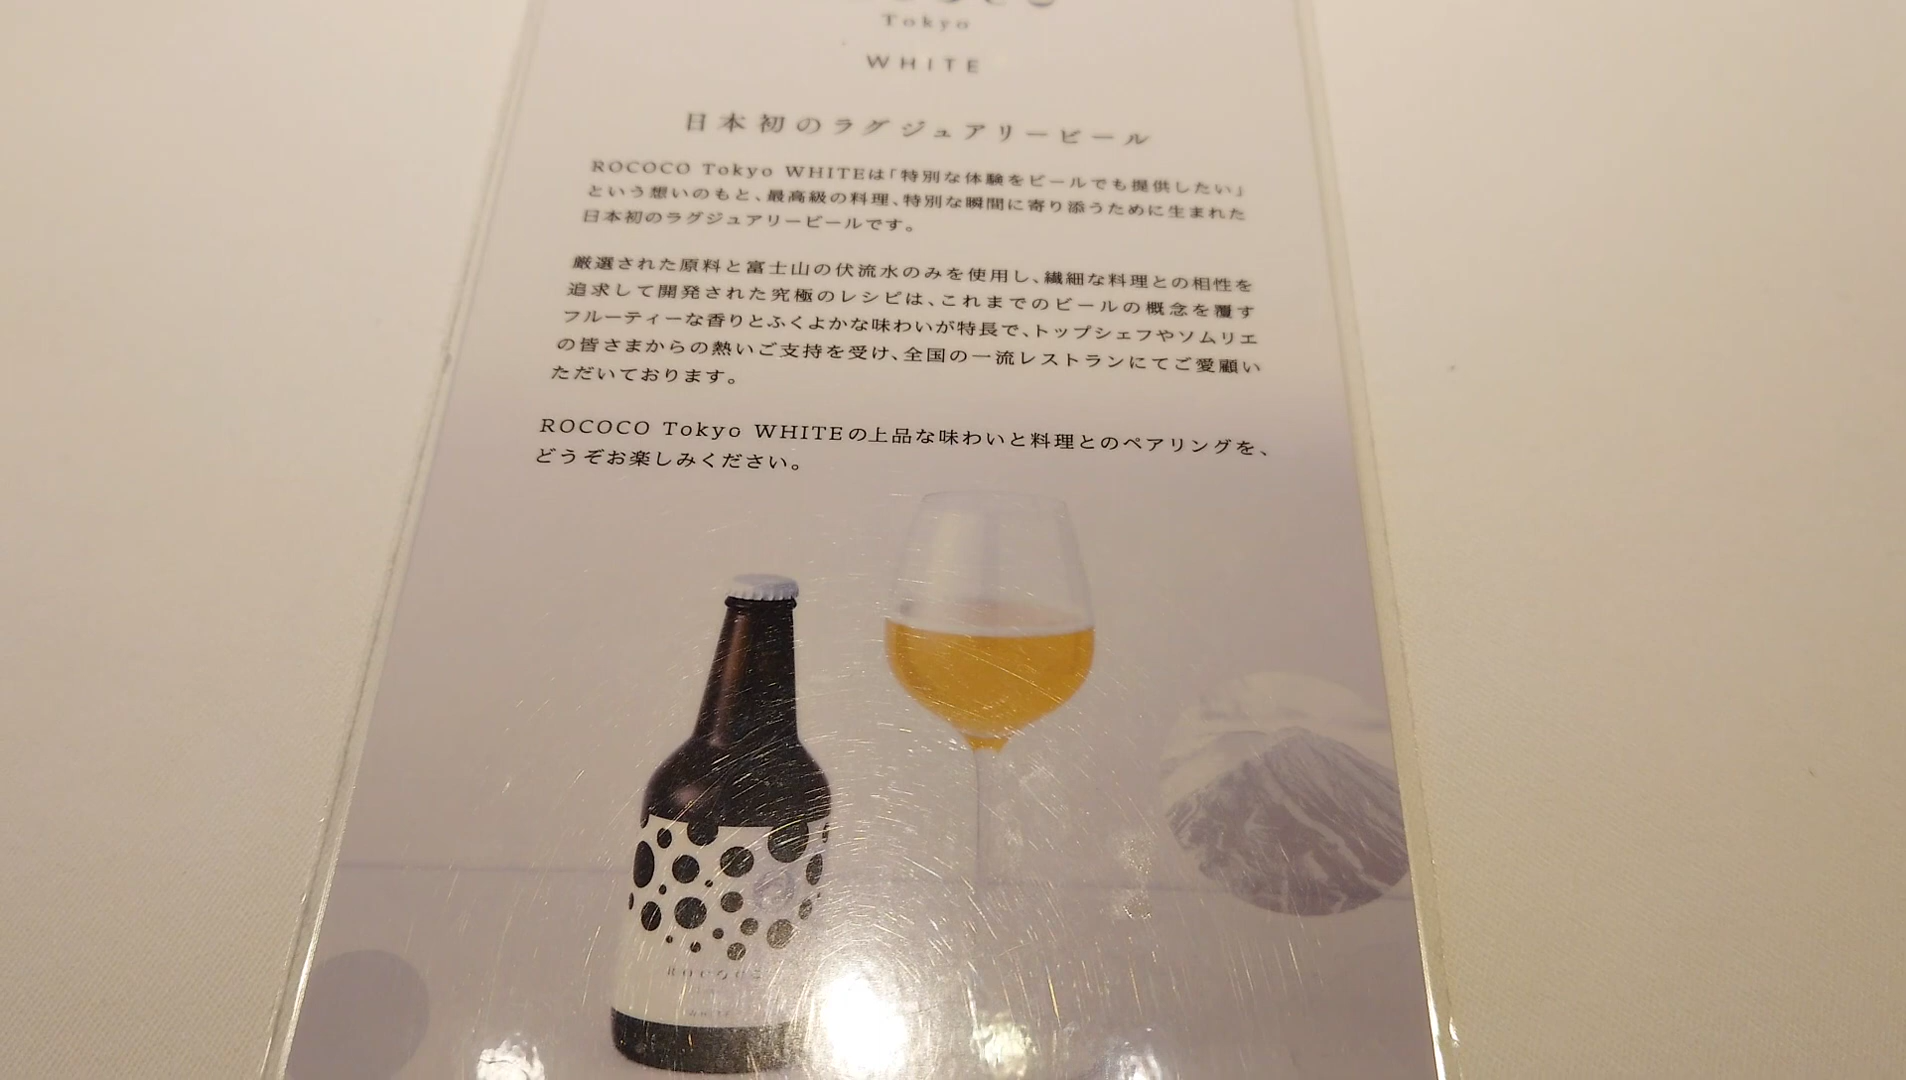 Tokyo
WHITE
日本初のラグジュアリービール
ROCOCO Tokyo WHITEは「特別な体験をビールでも提供したい」
という想いのもと、最高級の料理、特別な瞬間に寄り添うために生まれた
日本初のラグジュアリービールです。
厳選された原料と富士山の伏流水のみを使用し、繊細な料理との相性を
追求して開発された究極のレシピは、これまでのビールの概念を覆す
フルーティーな香りとふくよかな味わいが特長で、トップシェフやソムリエ
の皆さまからの熱いご支持を受け、全国の一流レストランにてご愛顧い
ただいております。
ROCOCO Tokyo WHITEの上品な味わいと料理とのペアリングを、
どうぞお楽しみください。
ROCOCO
WHITE